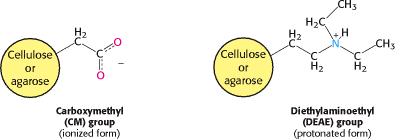 H2
C
C
O
O
–
Cellulose
or
agarose
Carboxymethyl
(CM) group
(ionized form)
CH3
H2C
+
H
N
H2
C
C
H2
C
H2
CH3
Cellulose
or
agarose
Diethylaminoethyl
(DEAE) group
(protonated form)